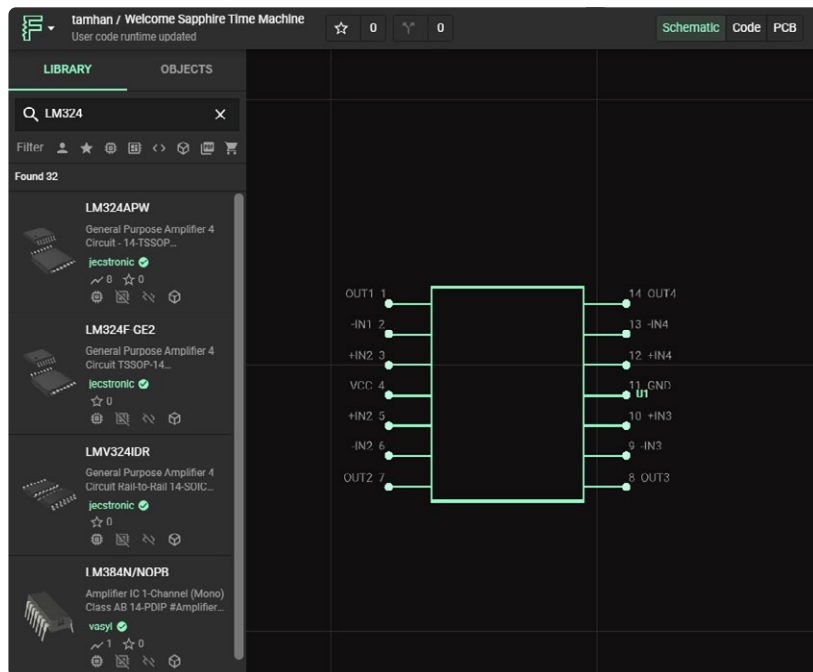 tamhan / Welcome Sapphire Time Machine
User code runtime updated
0
0
Schematic Code PCB
LIBRARY OBJECTS
LM324
Filter
Found 32
LM324APW
General Purpose Amplifier 4
Circuit - 14-TSSOP...
jecstronic
8 0
LM324F-GE2
General Purpose Amplifier 4
Circuit TSSOP-14...
jecstronic
0
LMV324IDR
General Purpose Amplifier 4
Circuit Rail-to-Rail 14-SOIC...
jecstronic
0
LM384N/NOPB
Amplifier IC 1-Channel (Mono)
Class AB 14-PDIP #Amplifier...
vasyl
1 0
OUT1 1
-IN1 2
+IN2 3
VCC 4
+IN2 5
-IN2 6
OUT2 7
14 OUT4
13 -IN4
12 +IN4
11 GND
U1
10 +IN3
9 -IN3
8 OUT3